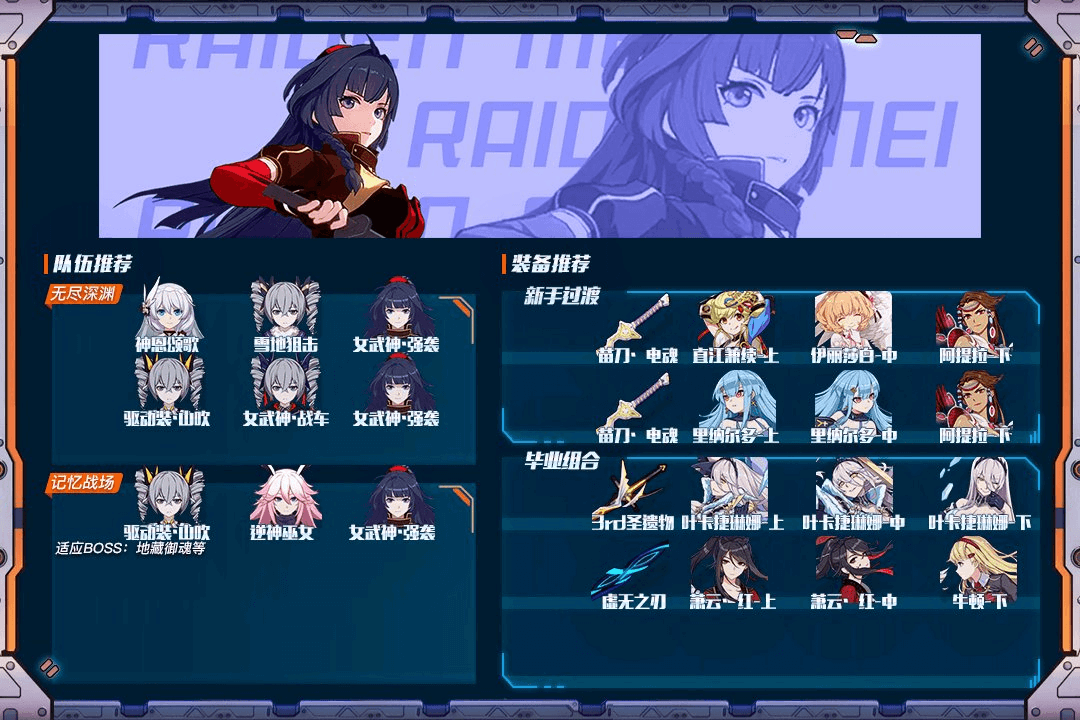 RAIDEN MEI
RAIDEN MEI
队伍推荐
无尽深渊
神恩颂歌 雪地狙击 女武神·强袭
驱动装·山吹 女武神·战车 女武神·强袭
记忆战场
驱动装·山吹 逆神巫女 女武神·强袭
适应BOSS：地藏御魂等
装备推荐
新手过渡
苗刀·电魂 直江兼续-上 伊丽莎白-中 阿提拉-下
苗刀·电魂 里纳尔多-上 里纳尔多-中 阿提拉-下
毕业组合
3rd圣遗物 叶卡捷琳娜-上 叶卡捷琳娜-中 叶卡捷琳娜-下
虚无之刃 萧云·红-上 萧云·红-中 牛顿-下